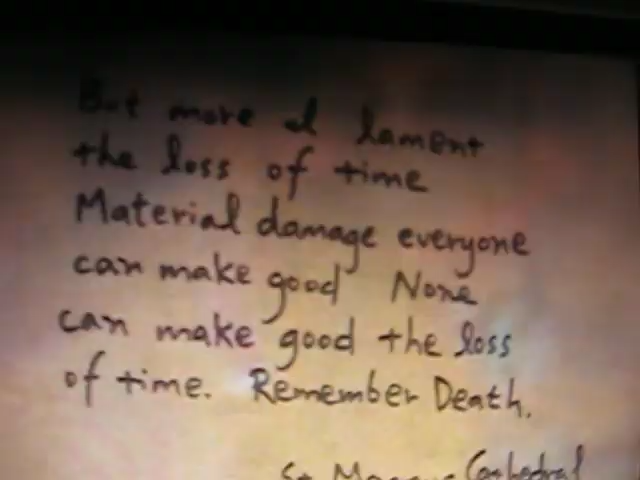 But more I lament
the loss of time
Material damage everyone
can make good None
can make good the loss
of time. Remember Death.
Cathedral